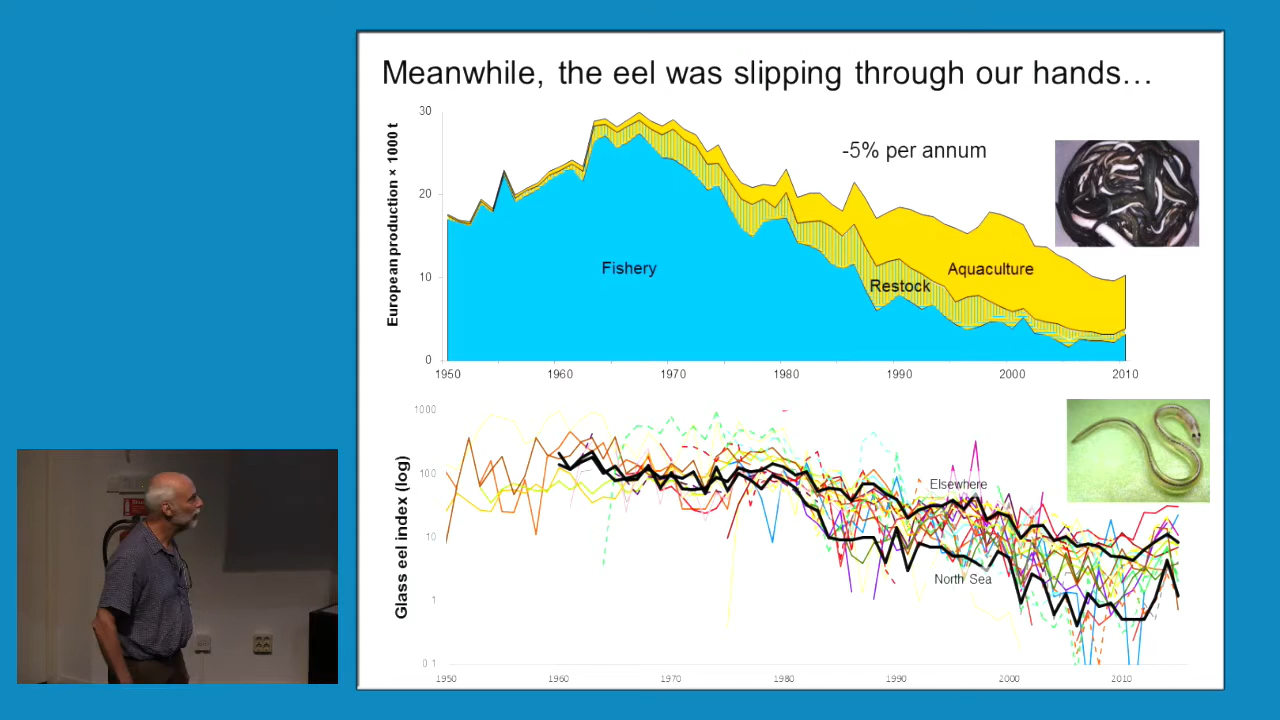 Meanwhile, the eel was slipping through our hands…
European production × 1000 t
30
20
10
0
-5% per annum
Fishery
Restock
Aquaculture
1950 1960 1970 1980 1990 2000 2010
Glass eel index (log)
1000
100
10
1
0.1
Elsewhere
North Sea
1950 1960 1970 1980 1990 2000 2010